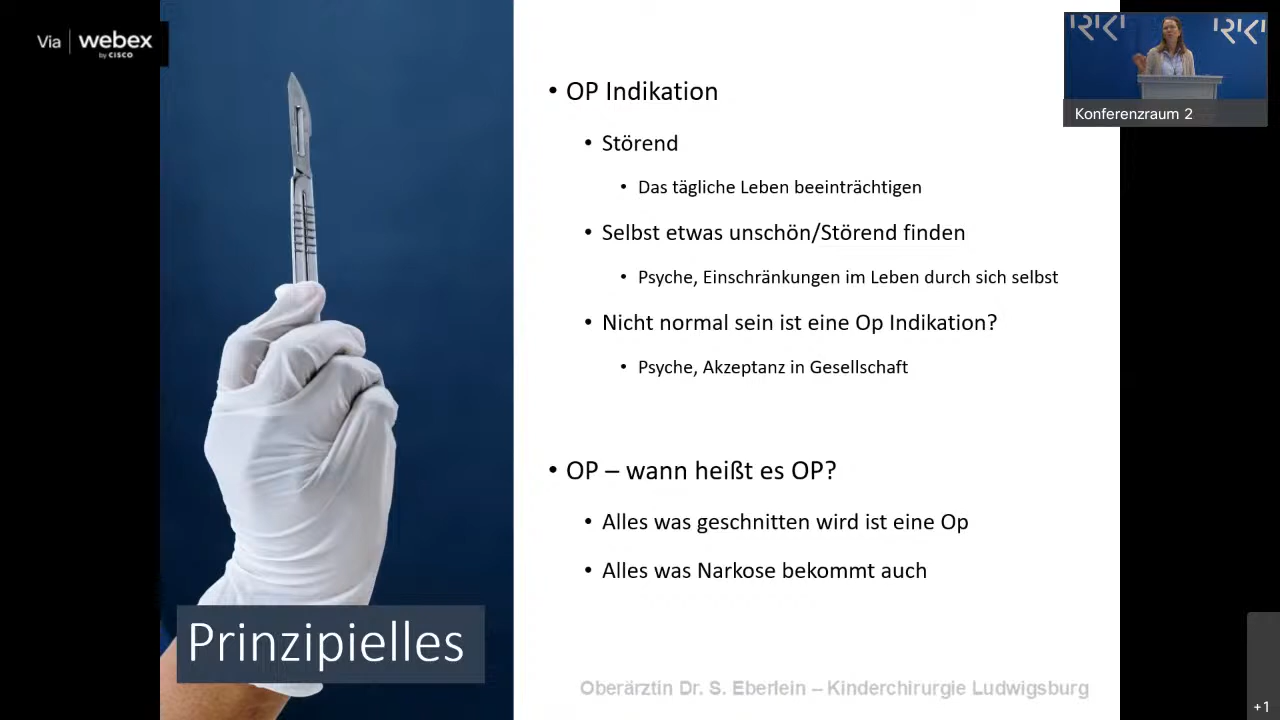 Via webex
by CISCO
• OP Indikation
• Störend
• Das tägliche Leben beeinträchtigen
• Selbst etwas unschön/Störend finden
• Psyche, Einschränkungen im Leben durch sich selbst
• Nicht normal sein ist eine Op Indikation?
• Psyche, Akzeptanz in Gesellschaft
• OP – wann heißt es OP?
• Alles was geschnitten wird ist eine Op
• Alles was Narkose bekommt auch
Prinzipielles
Oberärztin Dr. S. Eberlein – Kinderchirurgie Ludwigsburg
Konferenzraum 2
+1